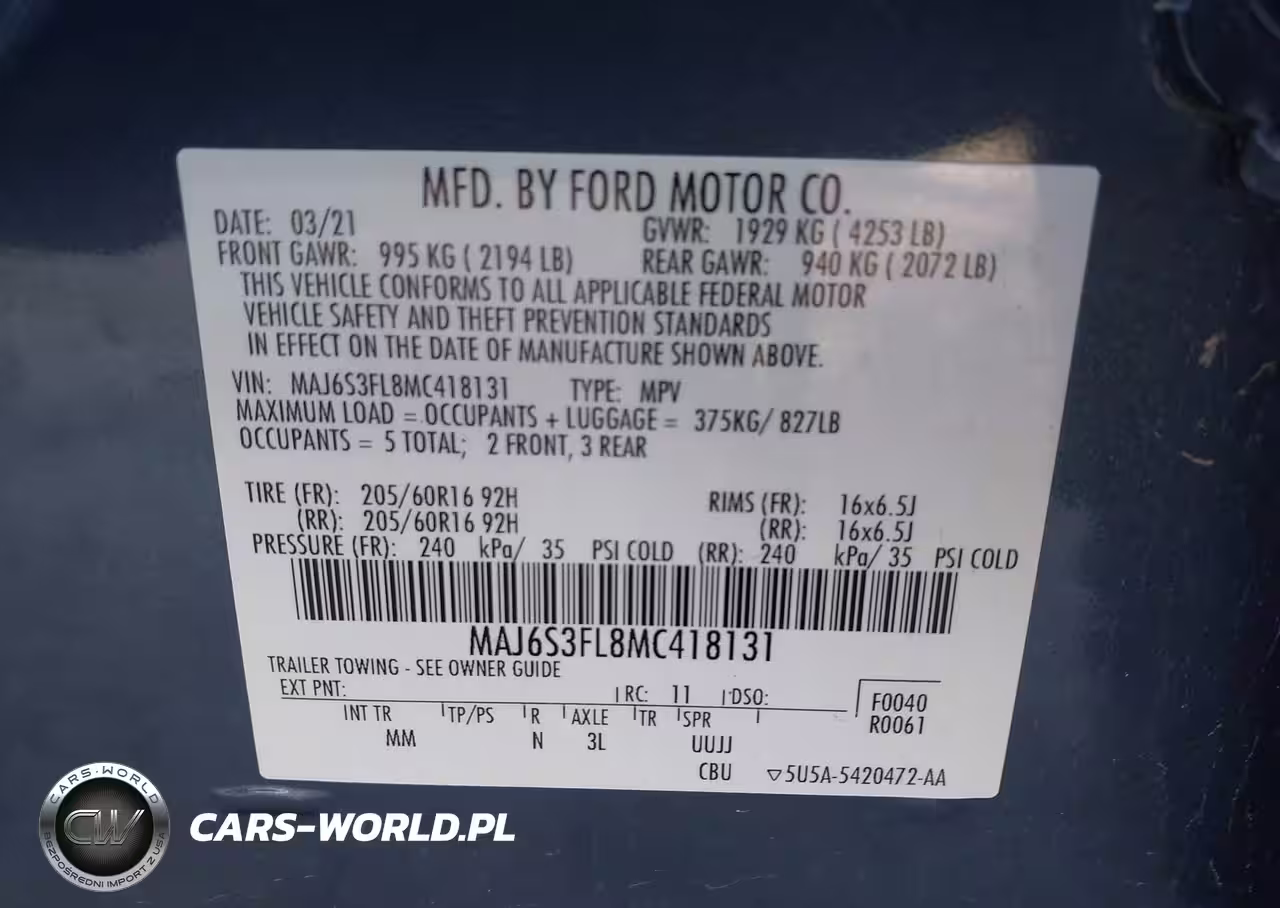 MFD. BY FORD MOTOR CO.
DATE: 03/21 GVWR: 1929 KG ( 4253 LB)
FRONT GAWR: 995 KG ( 2194 LB) REAR GAWR: 940 KG ( 2072 LB)
THIS VEHICLE CONFORMS TO ALL APPLICABLE FEDERAL MOTOR
VEHICLE SAFETY AND THEFT PREVENTION STANDARDS
IN EFFECT ON THE DATE OF MANUFACTURE SHOWN ABOVE.
VIN: MAJ6S3FL8MC418131 TYPE: MPV
MAXIMUM LOAD = OCCUPANTS + LUGGAGE = 375KG/ 827LB
OCCUPANTS = 5 TOTAL; 2 FRONT, 3 REAR
TIRE (FR): 205/60R16 92H RIMS (FR): 16x6.5J
(RR): 205/60R16 92H (RR): 16x6.5J
PRESSURE (FR): 240 kPa/ 35 PSI COLD (RR): 240 kPa/ 35 PSI COLD
MAJ6S3FL8MC418131
TRAILER TOWING - SEE OWNER GUIDE
EXT PNT: RC: 11 DSO: F0040
R0061
INT TR TP/PS R AXLE TR SPR
MM N 3L UUJJ
CBU ▽5U5A-5420472-AA
CARS-WORLD
CW
BEZPOŚREDNI IMPORT Z USA
CARS-WORLD.PL